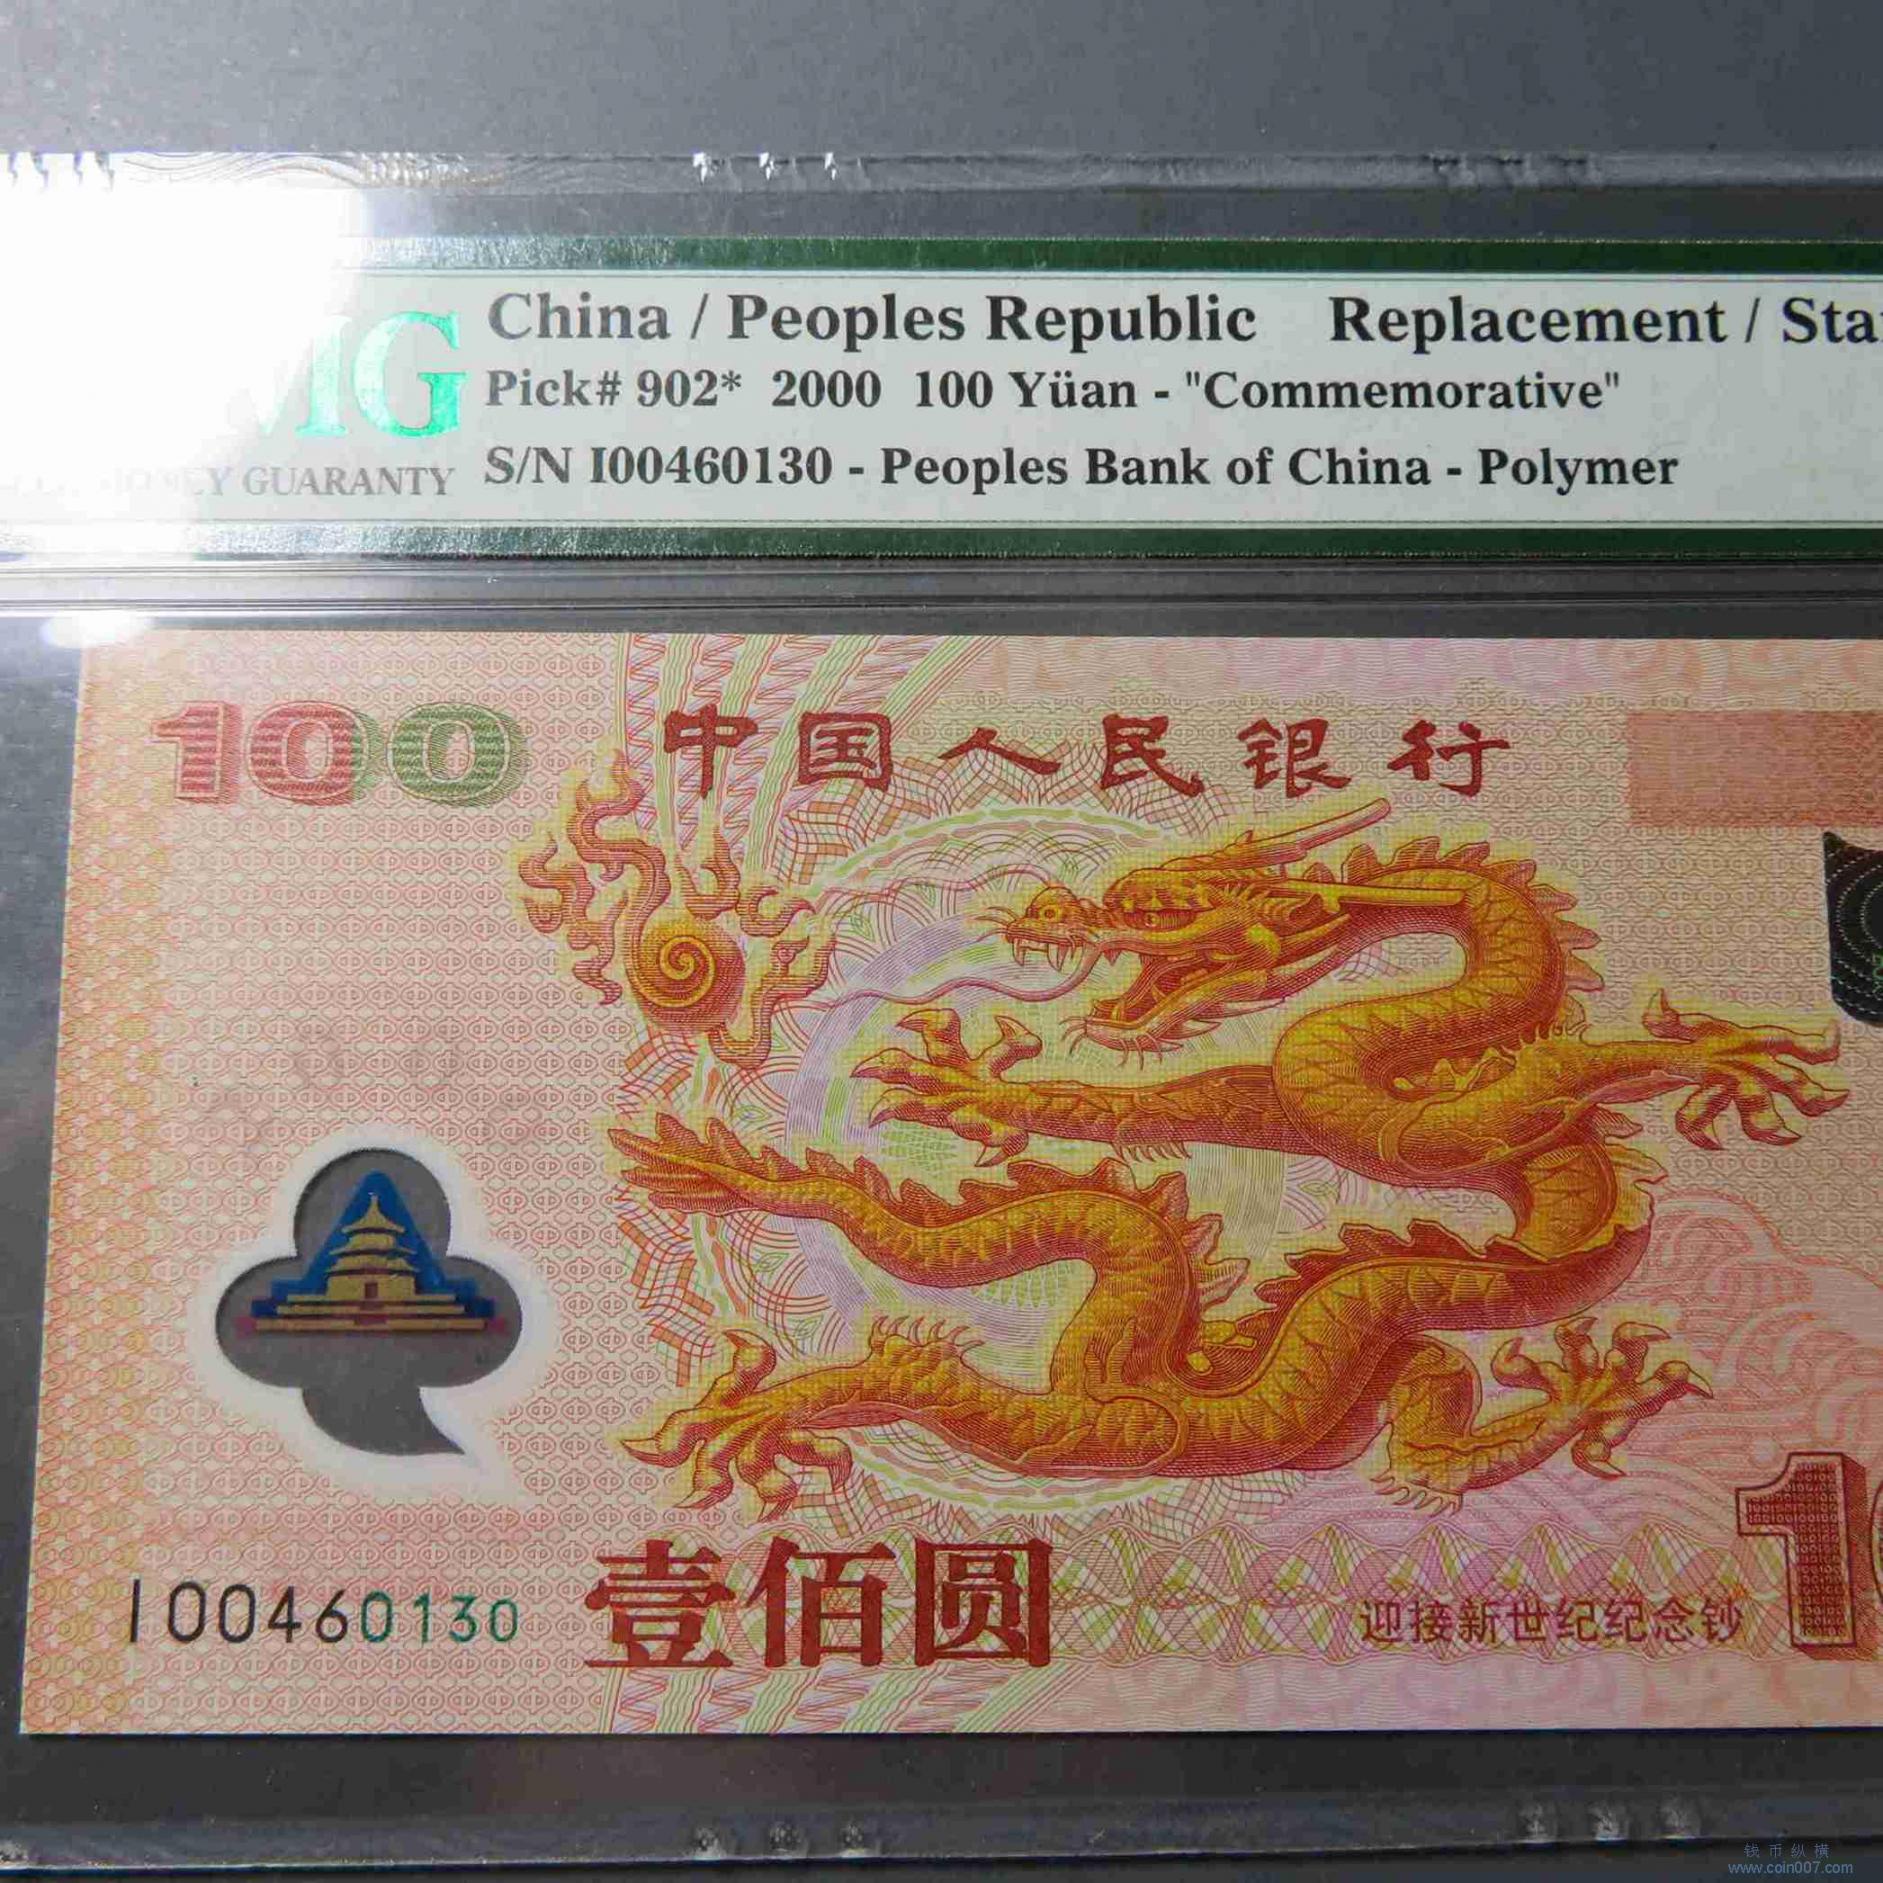 China / Peoples Republic Replacement / Sta
Pick# 902* 2000 100 Yüan - "Commemorative"
MG
S/N I00460130 - Peoples Bank of China - Polymer
GUARANTY
100 中国人民银行
I00460130
壹佰圆
迎接新世纪纪念钞
钱币纵横
www.coin007.com